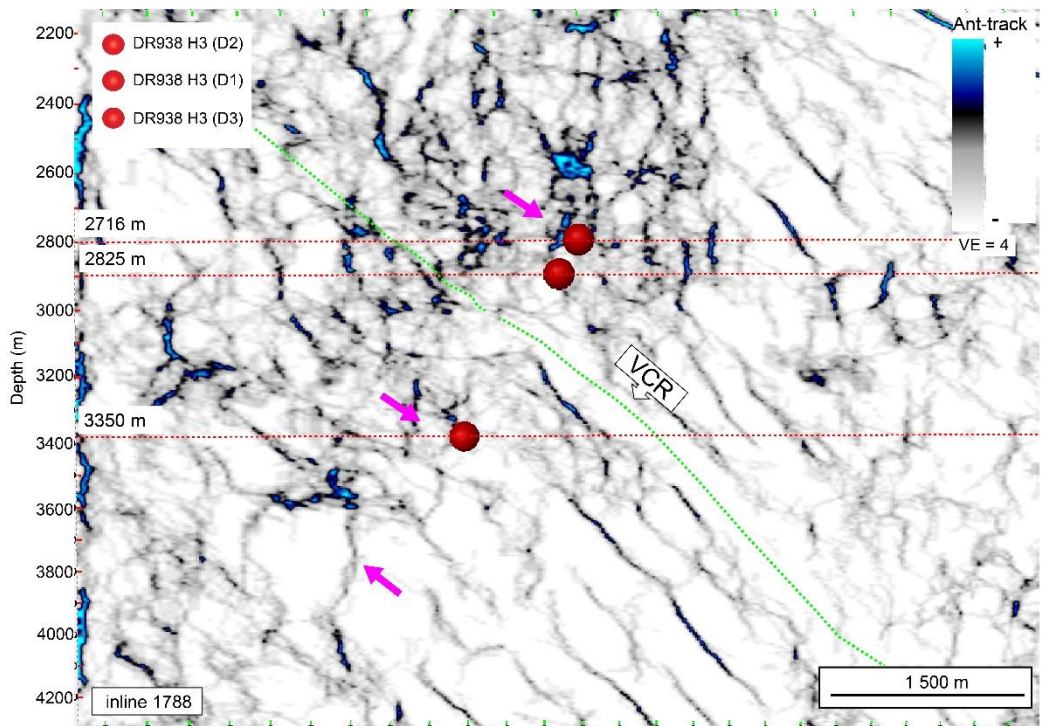 2200
2400
2600
2800
3000
3200
3400
3600
3800
4000
4200
Depth (m)
DR938 H3 (D2)
DR938 H3 (D1)
DR938 H3 (D3)
Ant-track
+
-
VE = 4
2716 m
2825 m
3350 m
VCR
inline 1788
1 500 m